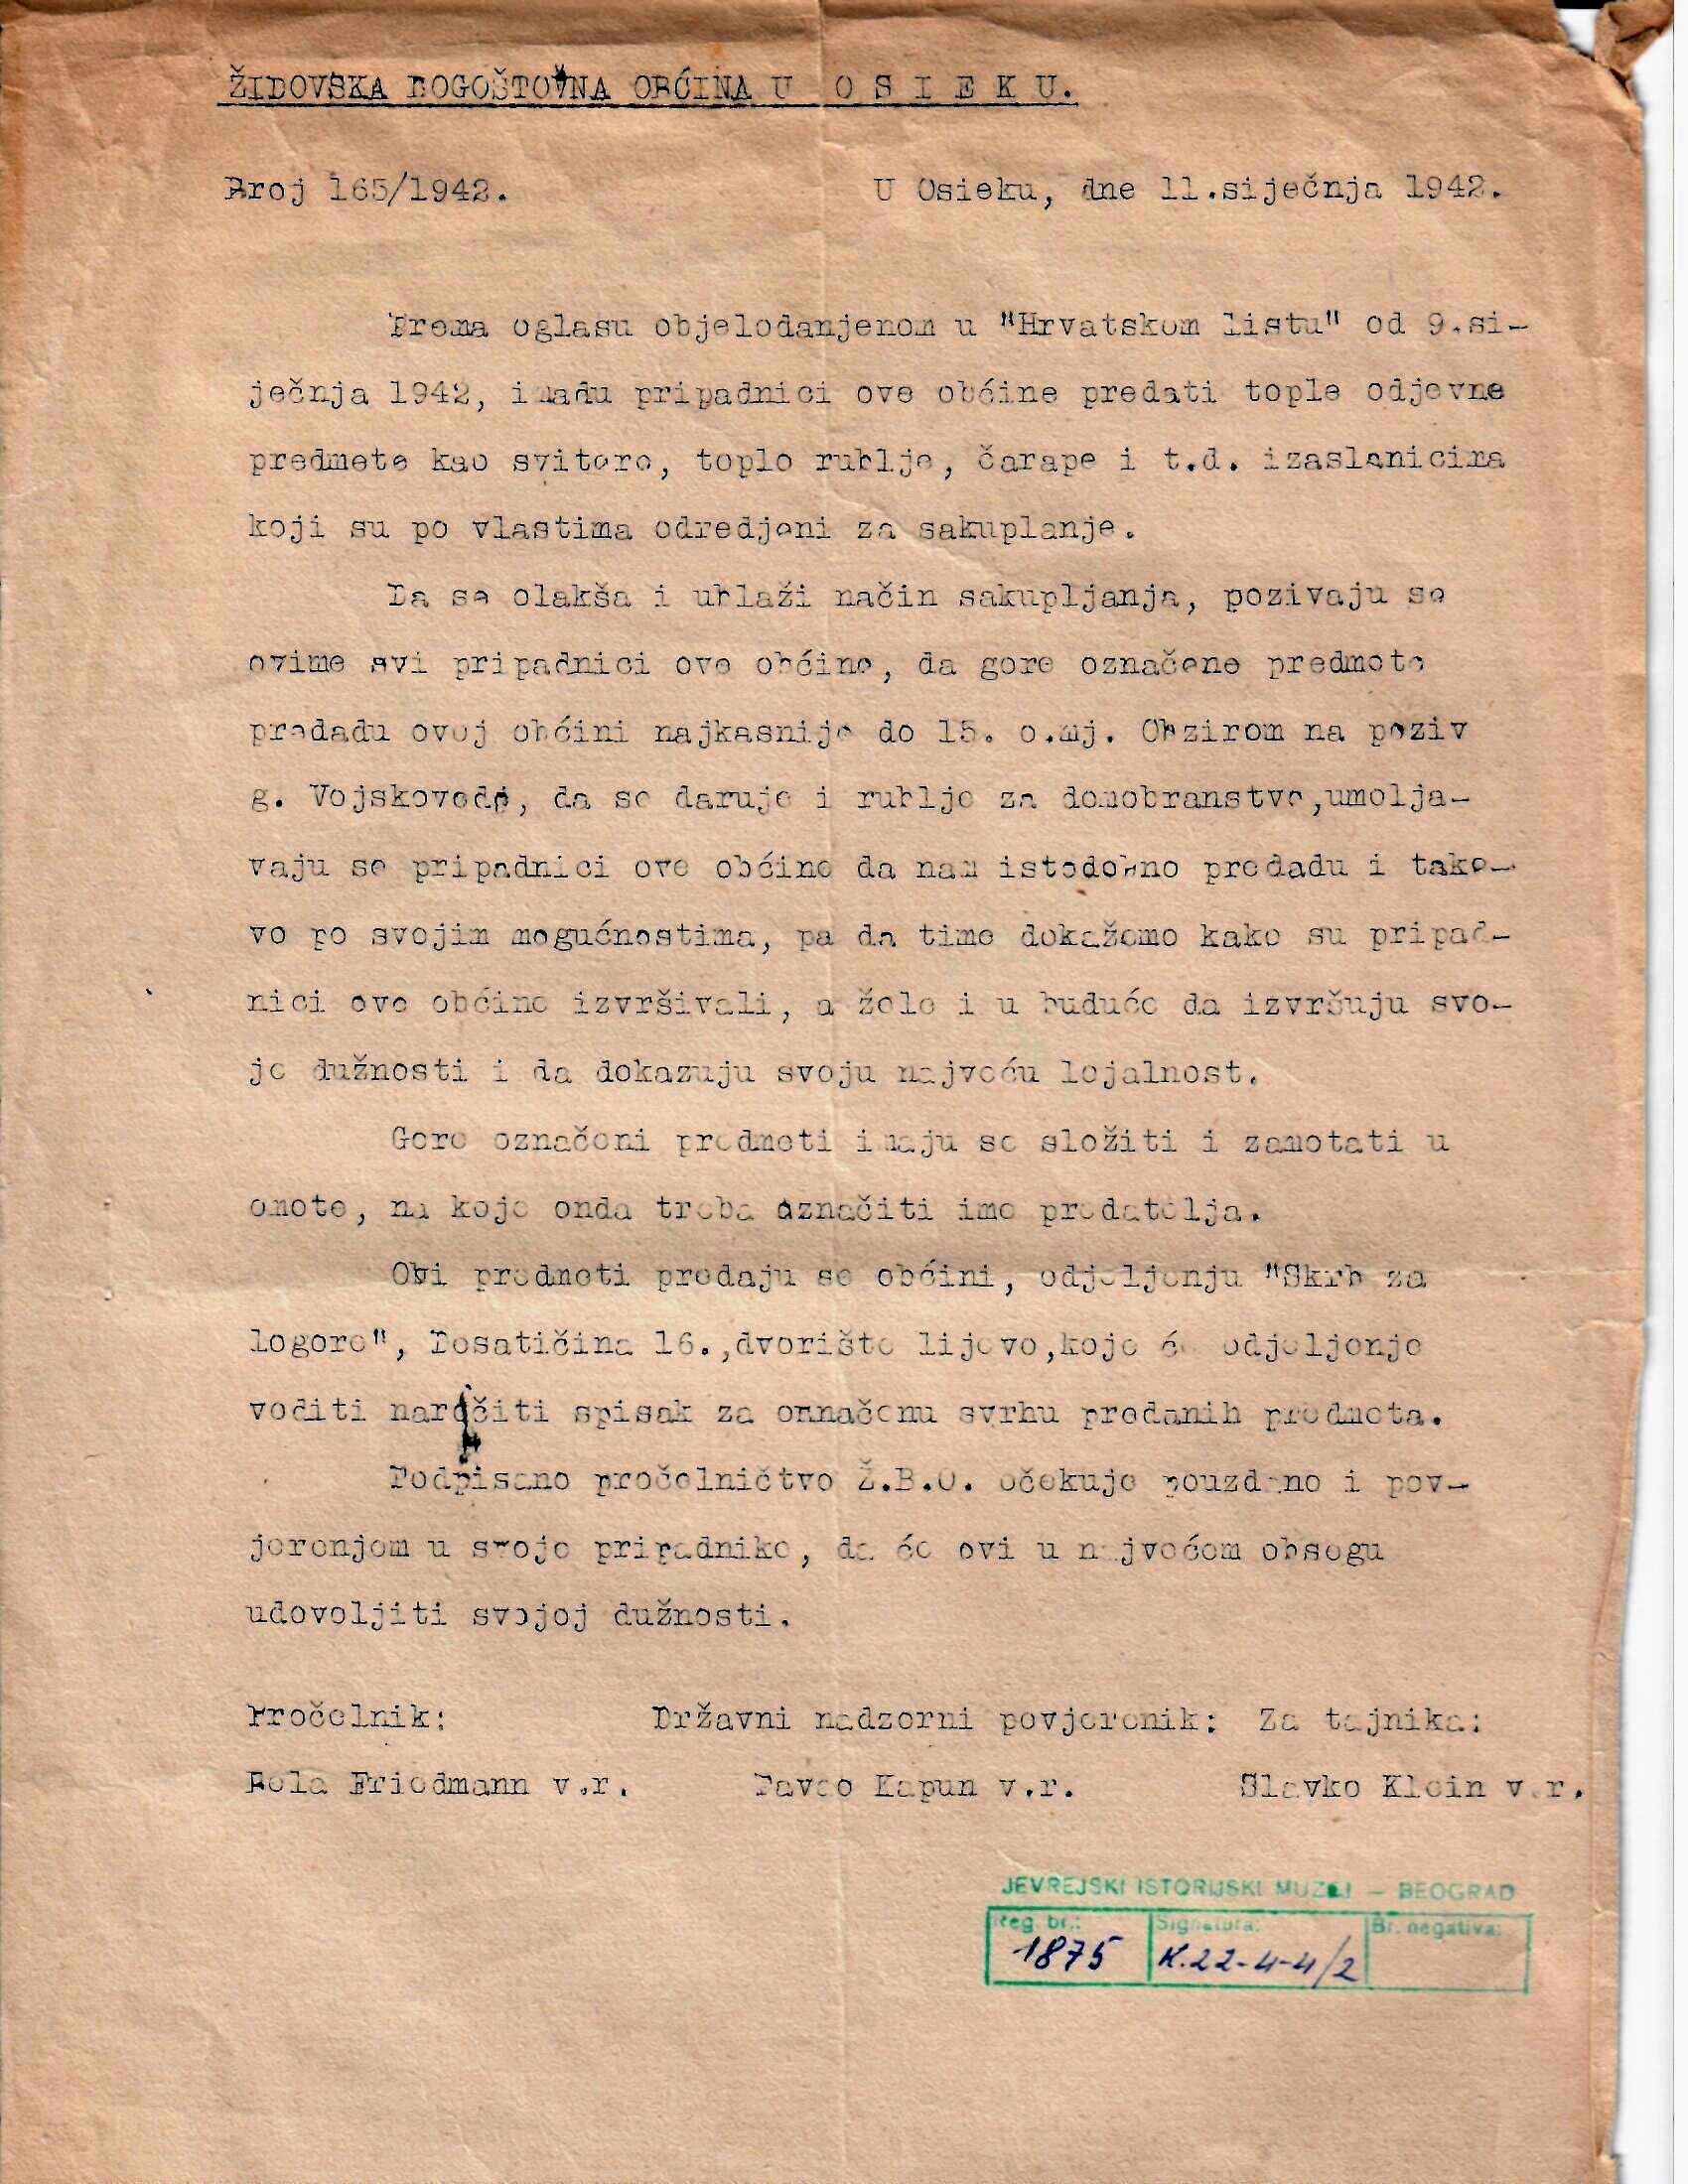 ŽIDOVSKA BOGOŠTOVNA OBĆINA U O S I E K U.
Broj 165/1942. U Osieku, dne 11.siječnja 1942.
Prema oglasu objelodanjenom u "Hrvatskom listu" od 9.si-
ječnja 1942, imadu pripadnici ove obćine predati tople odjevne
predmete kao svitere, toplo rublje, čarape i t.d. izaslanicima
koji su po vlastima odredjeni za sakuplanje.
Da se olakša i ublaži način sakupljanja, pozivaju se
ovime svi pripadnici ove obćine, da gore označene predmete
predadu ovoj obćini najkasnije do 15. o.mj. Obzirom na poziv
g. Vojskovodje, da se daruje i rublje za domobranstvo,umolja-
vaju se pripadnici ove obćine da nam istodobno predadu i tako-
vo po svojim mogućnostima, pa da time dokažemo kako su pripad-
nici ove obćine izvršivali, a žele i u buduće da izvršuju svo-
je dužnosti i da dokazuju svoju najveću lojalnost.
Gore označeni predmeti imaju se složiti i zamotati u
omote, na koje onda treba označiti ime predatelja.
Obi predmeti predaju se obćini, odjeljenju "Skrb za
logore", Desatičina 16.,dvorište lijevo,koje će odjeljenje
voditi naročiti spisak za onnačenu svrhu predanih predmeta.
Podpisano pročelničtvo Ž.B.O. očekuje pouzdano i pov-
jerenjem u svoje pripadnike, da će ovi u najvećem obsegu
udovoljiti svojoj dužnosti.
Pročelnik: Državni nadzorni povjerenik: Za tajnika:
Bela Friedmann v.r. Pavao Kapun v.r. Slavko Klein v.r.
JEVREJSKI ISTORIJSKI MUZEJ – BEOGRAD
Reg. br.: Signatura: Br. negativa:
1875 K.22-4-4/2